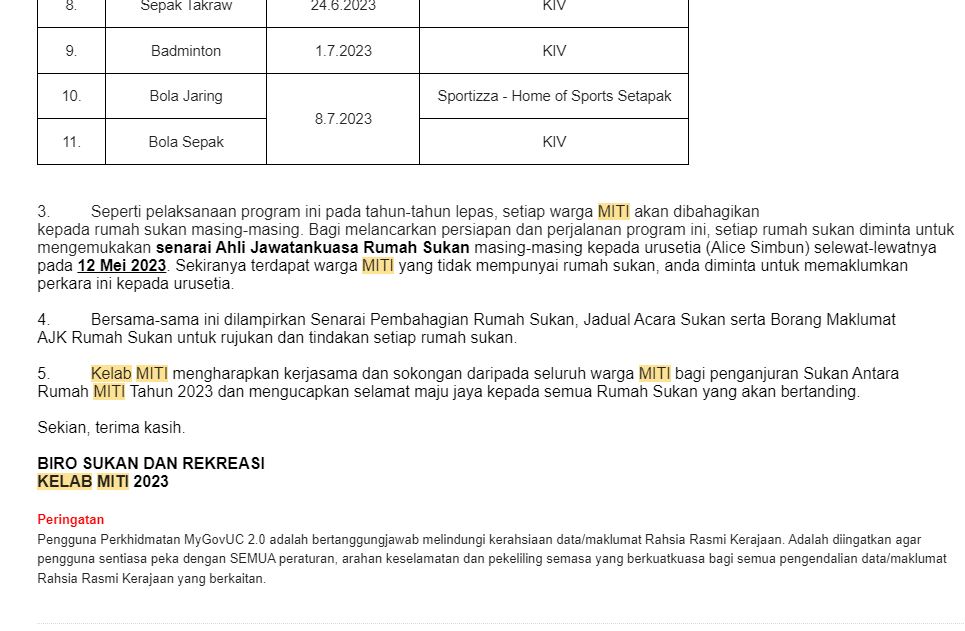 8. Sepak Takraw 24.6.2023 KIV
9. Badminton 1.7.2023 KIV
10. Bola Jaring Sportizza - Home of Sports Setapak
8.7.2023
11. Bola Sepak KIV
3. Seperti pelaksanaan program ini pada tahun-tahun lepas, setiap warga MITI akan dibahagikan
kepada rumah sukan masing-masing. Bagi melancarkan persiapan dan perjalanan program ini, setiap rumah sukan diminta untuk
mengemukakan senarai Ahli Jawatankuasa Rumah Sukan masing-masing kepada urusetia (Alice Simbun) selewat-lewatnya
pada 12 Mei 2023. Sekiranya terdapat warga MITI yang tidak mempunyai rumah sukan, anda diminta untuk memaklumkan
perkara ini kepada urusetia.
4. Bersama-sama ini dilampirkan Senarai Pembahagian Rumah Sukan, Jadual Acara Sukan serta Borang Maklumat
AJK Rumah Sukan untuk rujukan dan tindakan setiap rumah sukan.
5. Kelab MITI mengharapkan kerjasama dan sokongan daripada seluruh warga MITI bagi penganjuran Sukan Antara
Rumah MITI Tahun 2023 dan mengucapkan selamat maju jaya kepada semua Rumah Sukan yang akan bertanding.
Sekian, terima kasih.
BIRO SUKAN DAN REKREASI
KELAB MITI 2023
Peringatan
Pengguna Perkhidmatan MyGovUC 2.0 adalah bertanggungjawab melindungi kerahsiaan data/maklumat Rahsia Rasmi Kerajaan. Adalah diingatkan agar
pengguna sentiasa peka dengan SEMUA peraturan, arahan keselamatan dan pekeliling semasa yang berkuatkuasa bagi semua pengendalian data/maklumat
Rahsia Rasmi Kerajaan yang berkaitan.